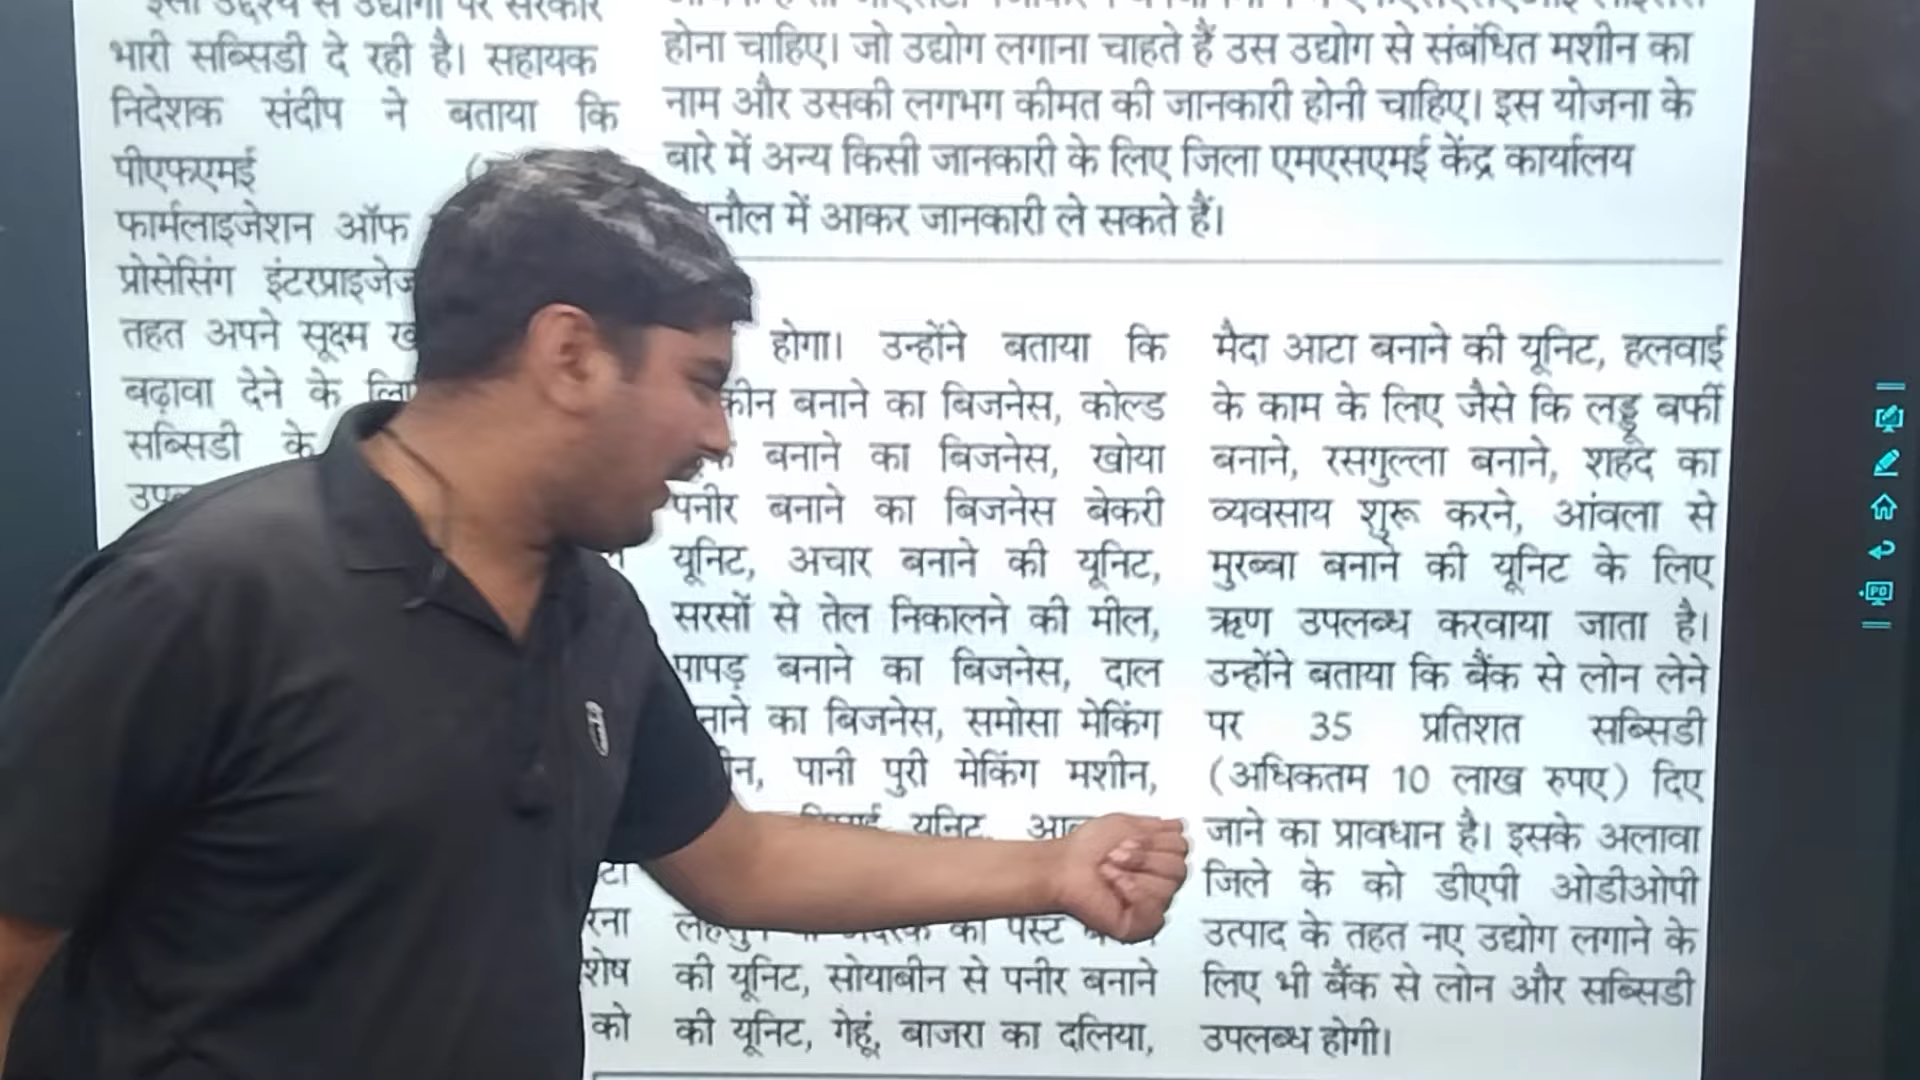 भारी सब्सिडी दे रही है। सहायक
निदेशक संदीप ने बताया कि
पीएफएमई
फार्मलाइजेशन ऑफ
प्रोसेसिंग इंटरप्राइजेज
तहत अपने सूक्ष्म
बढ़ावा देने के
सब्सिडी के
टा
रना
शेष
को
होना चाहिए। जो उद्योग लगाना चाहते हैं उस उद्योग से संबंधित मशीन का
नाम और उसकी लगभग कीमत की जानकारी होनी चाहिए। इस योजना के
बारे में अन्य किसी जानकारी के लिए जिला एमएसएमई केंद्र कार्यालय
नौल में आकर जानकारी ले सकते हैं।
होगा। उन्होंने बताया कि
कीन बनाने का बिजनेस, कोल्ड
बनाने का बिजनेस, खोया
पनीर बनाने का बिजनेस बेकरी
यूनिट, अचार बनाने की यूनिट,
सरसों से तेल निकालने की मील,
पापड़ बनाने का बिजनेस, दाल
नाने का बिजनेस, समोसा मेकिंग
ीन, पानी पुरी मेकिंग मशीन,
यूनिट
का पेस्ट
की यूनिट, सोयाबीन से पनीर बनाने
की यूनिट, गेहूं, बाजरा का दलिया,
मैदा आटा बनाने की यूनिट, हलवाई
के काम के लिए जैसे कि लड्डू बर्फी
बनाने, रसगुल्ला बनाने, शहद का
व्यवसाय शुरू करने, आंवला से
मुरब्बा बनाने की यूनिट के लिए
ऋण उपलब्ध करवाया जाता है।
उन्होंने बताया कि बैंक से लोन लेने
पर 35 प्रतिशत सब्सिडी
(अधिकतम 10 लाख रुपए) दिए
जाने का प्रावधान है। इसके अलावा
जिले के को डीएपी ओडीओपी
उत्पाद के तहत नए उद्योग लगाने के
लिए भी बैंक से लोन और सब्सिडी
उपलब्ध होगी।